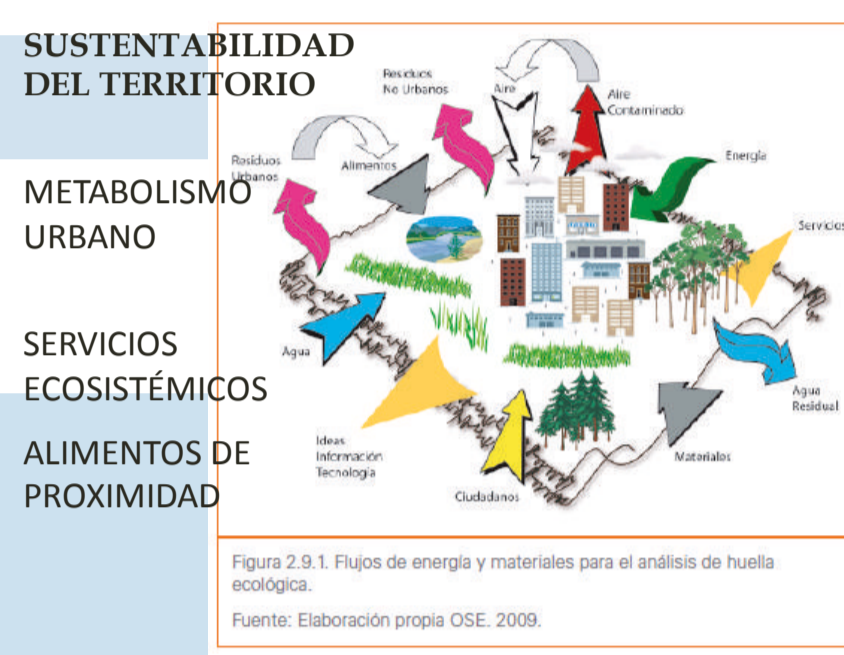 SUSTENTABILIDAD
DEL TERRITORIO
METABOLISMO
URBANO
SERVICIOS
ECOSISTÉMICOS
ALIMENTOS DE
PROXIMIDAD
Residuos
No Urbanos
Aire
Aire
Contaminado
Residuos
Urbanos
Alimentos
Energía
Servicios
Agua
Agua
Residual
Ideas
Información
Tecnología
Materiales
Ciudadanos
Figura 2.9.1. Flujos de energía y materiales para el análisis de huella
ecológica.
Fuente: Elaboración propia OSE. 2009.